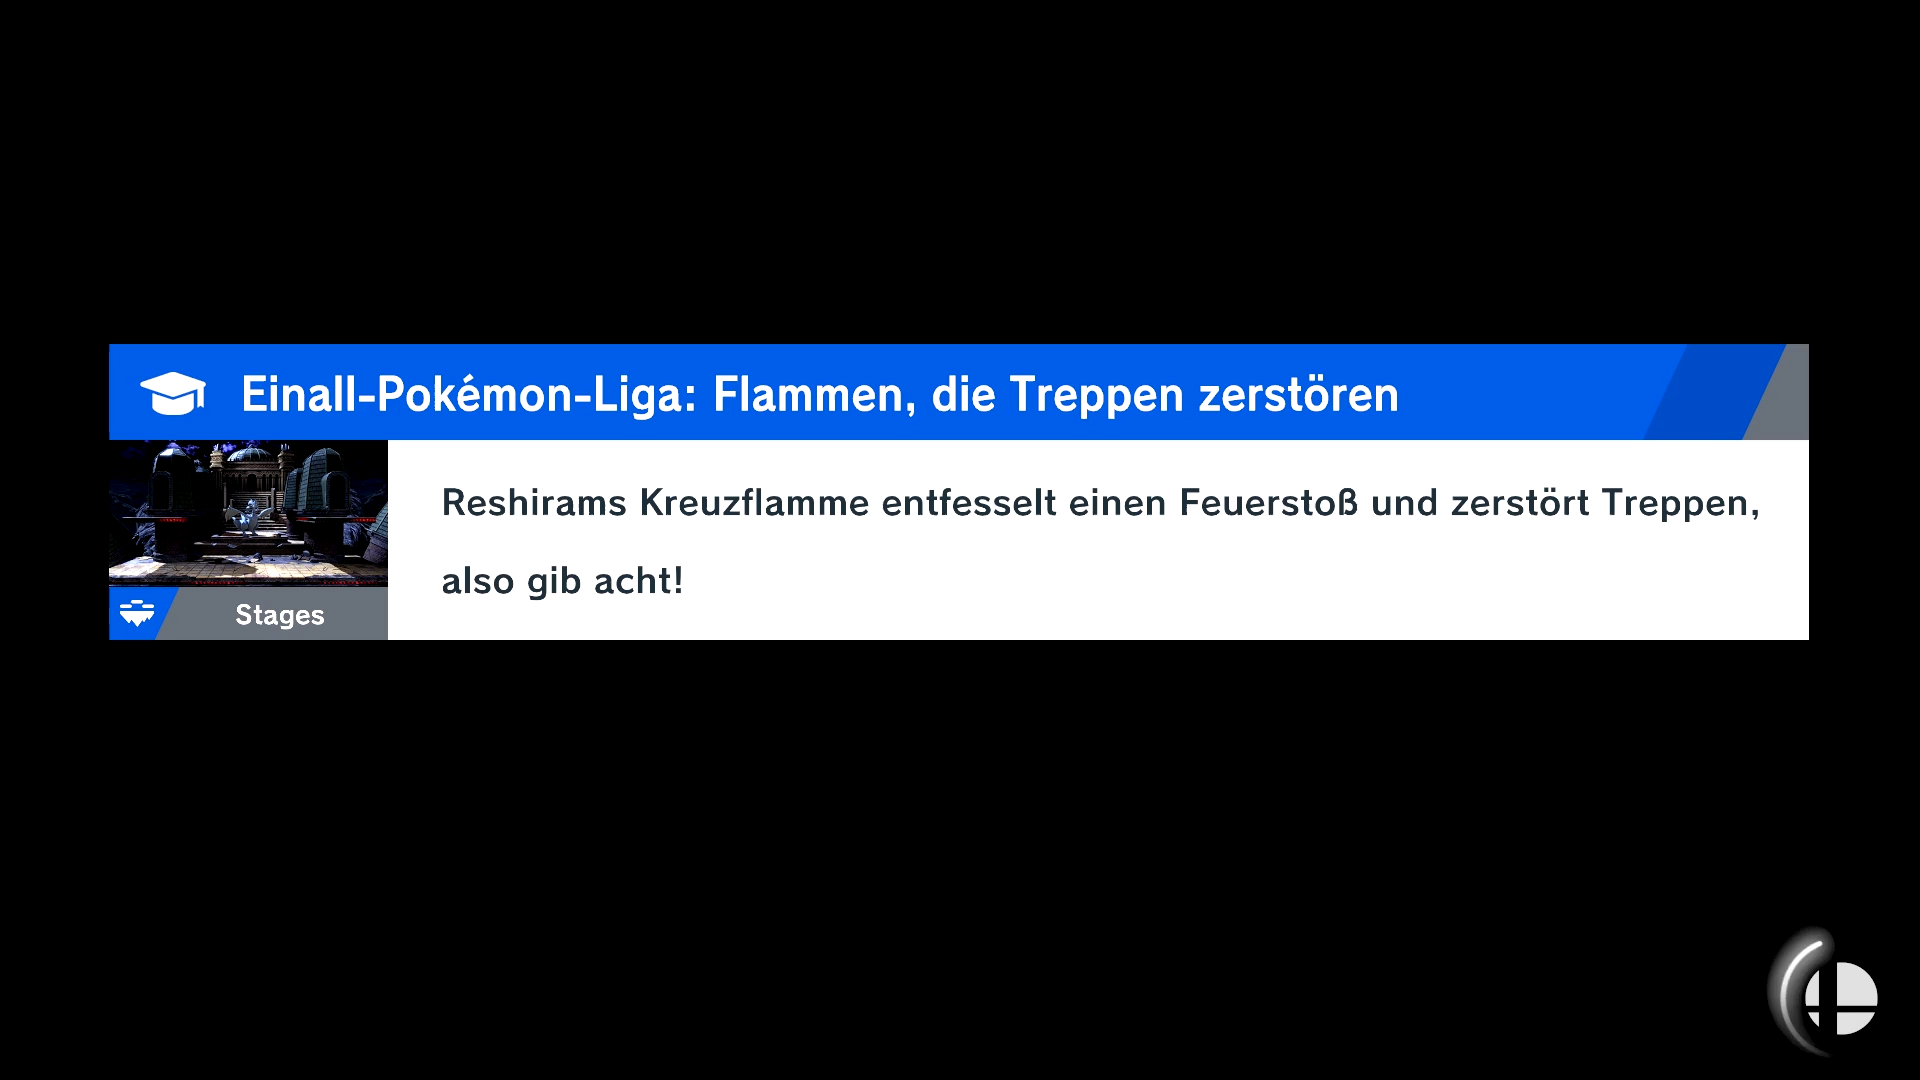 Einall-Pokémon-Liga: Flammen, die Treppen zerstören
Reshirams Kreuzflamme entfesselt einen Feuerstoß und zerstört Treppen,
also gib acht!
Stages